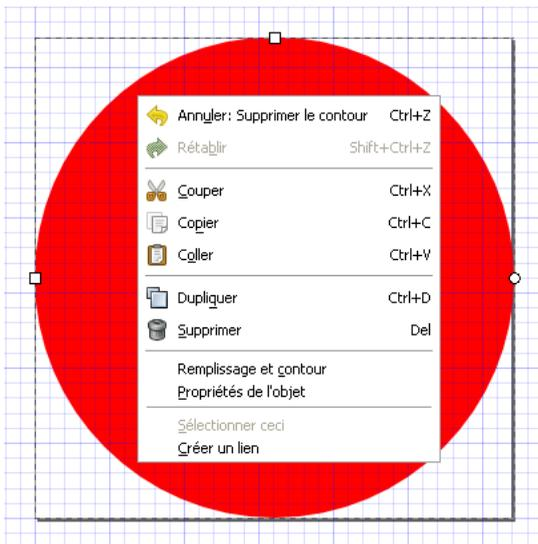 Annuler: Supprimer le contour Ctrl+Z
Rétablir Shift+Ctrl+Z
Couper Ctrl+X
Copier Ctrl+C
Coller Ctrl+V
Dupliquer Ctrl+D
Supprimer Del
Remplissage et contour
Propriétés de l'objet
Sélectionner ceci
Créer un lien